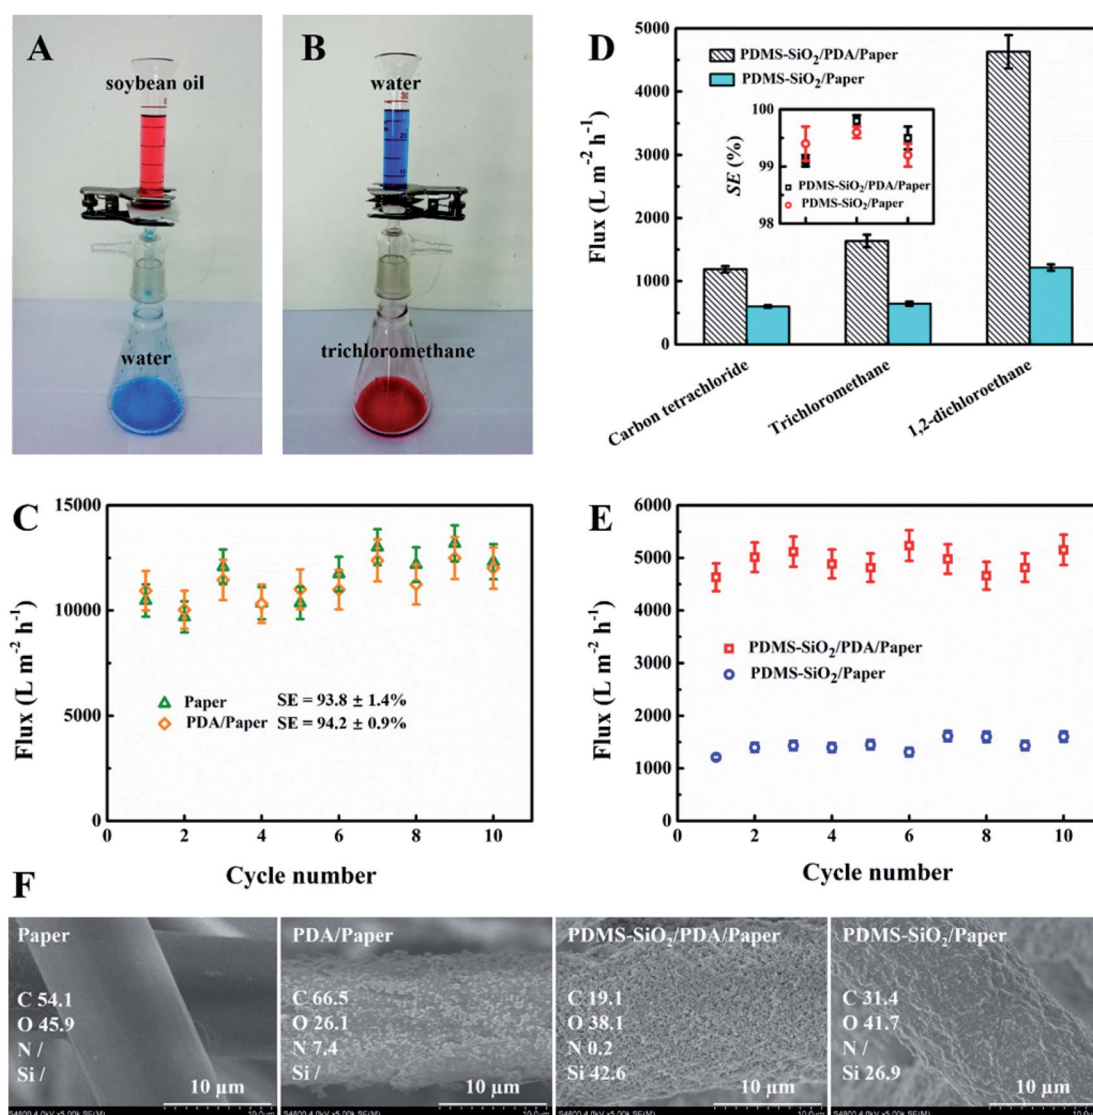 A
soybean oil
water
B
water
30
trichloromethane
D
5000
4000
3000
2000
1000
0
Flux (L m⁻² h⁻¹)
PDMS-SiO₂/PDA/Paper
PDMS-SiO₂/Paper
100
99
98
SE (%)
PDMS-SiO₂/PDA/Paper
PDMS-SiO₂/Paper
Carbon tetrachloride
Trichloromethane
1,2-dichloroethane
C
15000
10000
5000
0
Flux (L m⁻² h⁻¹)
Paper SE = 93.8 ± 1.4%
PDA/Paper SE = 94.2 ± 0.9%
0 2 4 6 8 10
Cycle number
E
6000
5000
4000
3000
2000
1000
0
Flux (L m⁻² h⁻¹)
PDMS-SiO₂/PDA/Paper
PDMS-SiO₂/Paper
0 2 4 6 8 10
Cycle number
F
Paper
C 54.1
O 45.9
N /
Si /
10 µm
PDA/Paper
C 66.5
O 26.1
N 7.4
Si /
10 µm
PDMS-SiO₂/PDA/Paper
C 19.1
O 38.1
N 0.2
Si 42.6
10 µm
PDMS-SiO₂/Paper
C 31.4
O 41.7
N /
Si 26.9
10 µm